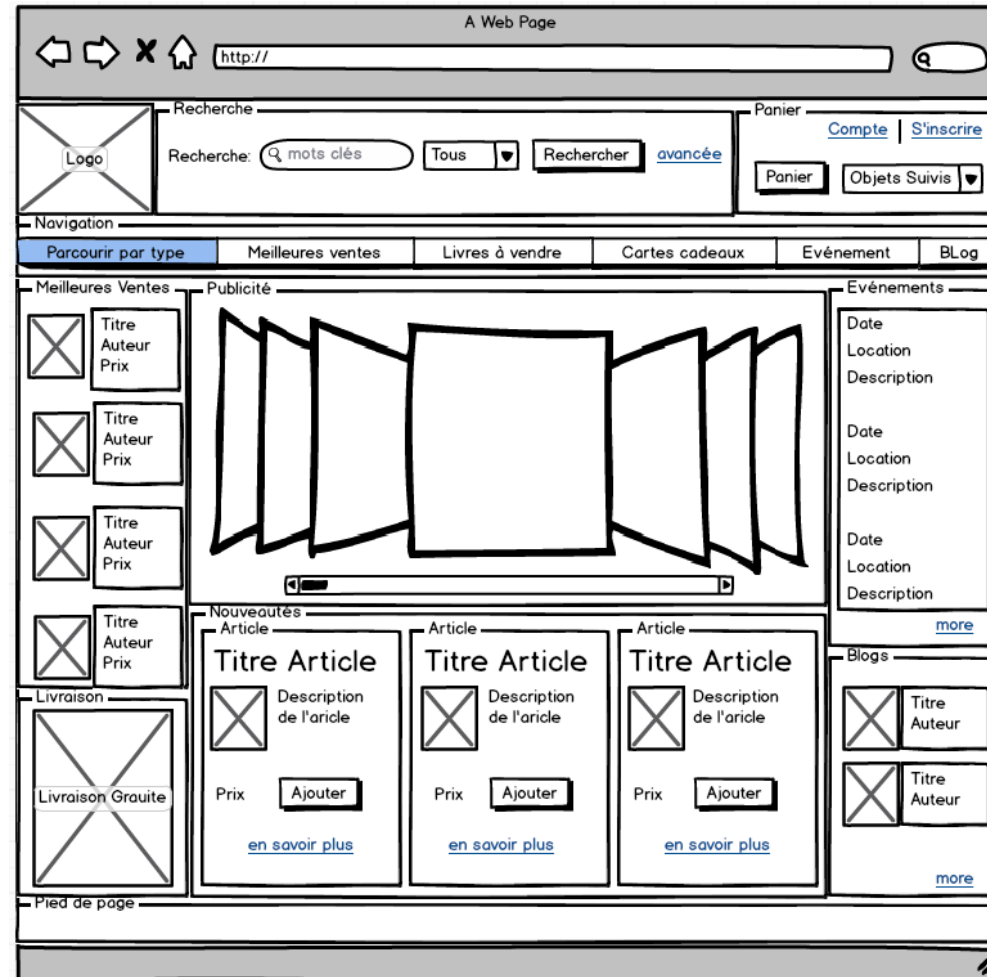 A Web Page
http://
Recherche
Panier
Logo
Recherche:
mots clés
Tous
Rechercher
avancée
Compte
S'inscrire
Panier
Objets Suivis
Navigation
Parcourir par type
Meilleures ventes
Livres à vendre
Cartes cadeaux
Evénement
BLog
Meilleures Ventes
Titre
Auteur
Prix
Titre
Auteur
Prix
Titre
Auteur
Prix
Titre
Auteur
Prix
Publicité
Evénements
Date
Location
Description
Date
Location
Description
Date
Location
Description
more
Nouveautés
Article
Titre Article
Description
de l'aricle
Prix
Ajouter
en savoir plus
Article
Titre Article
Description
de l'aricle
Prix
Ajouter
en savoir plus
Article
Titre Article
Description
de l'aricle
Prix
Ajouter
en savoir plus
Blogs
Titre
Auteur
Titre
Auteur
more
Livraison
Livraison Grauite
Pied de page